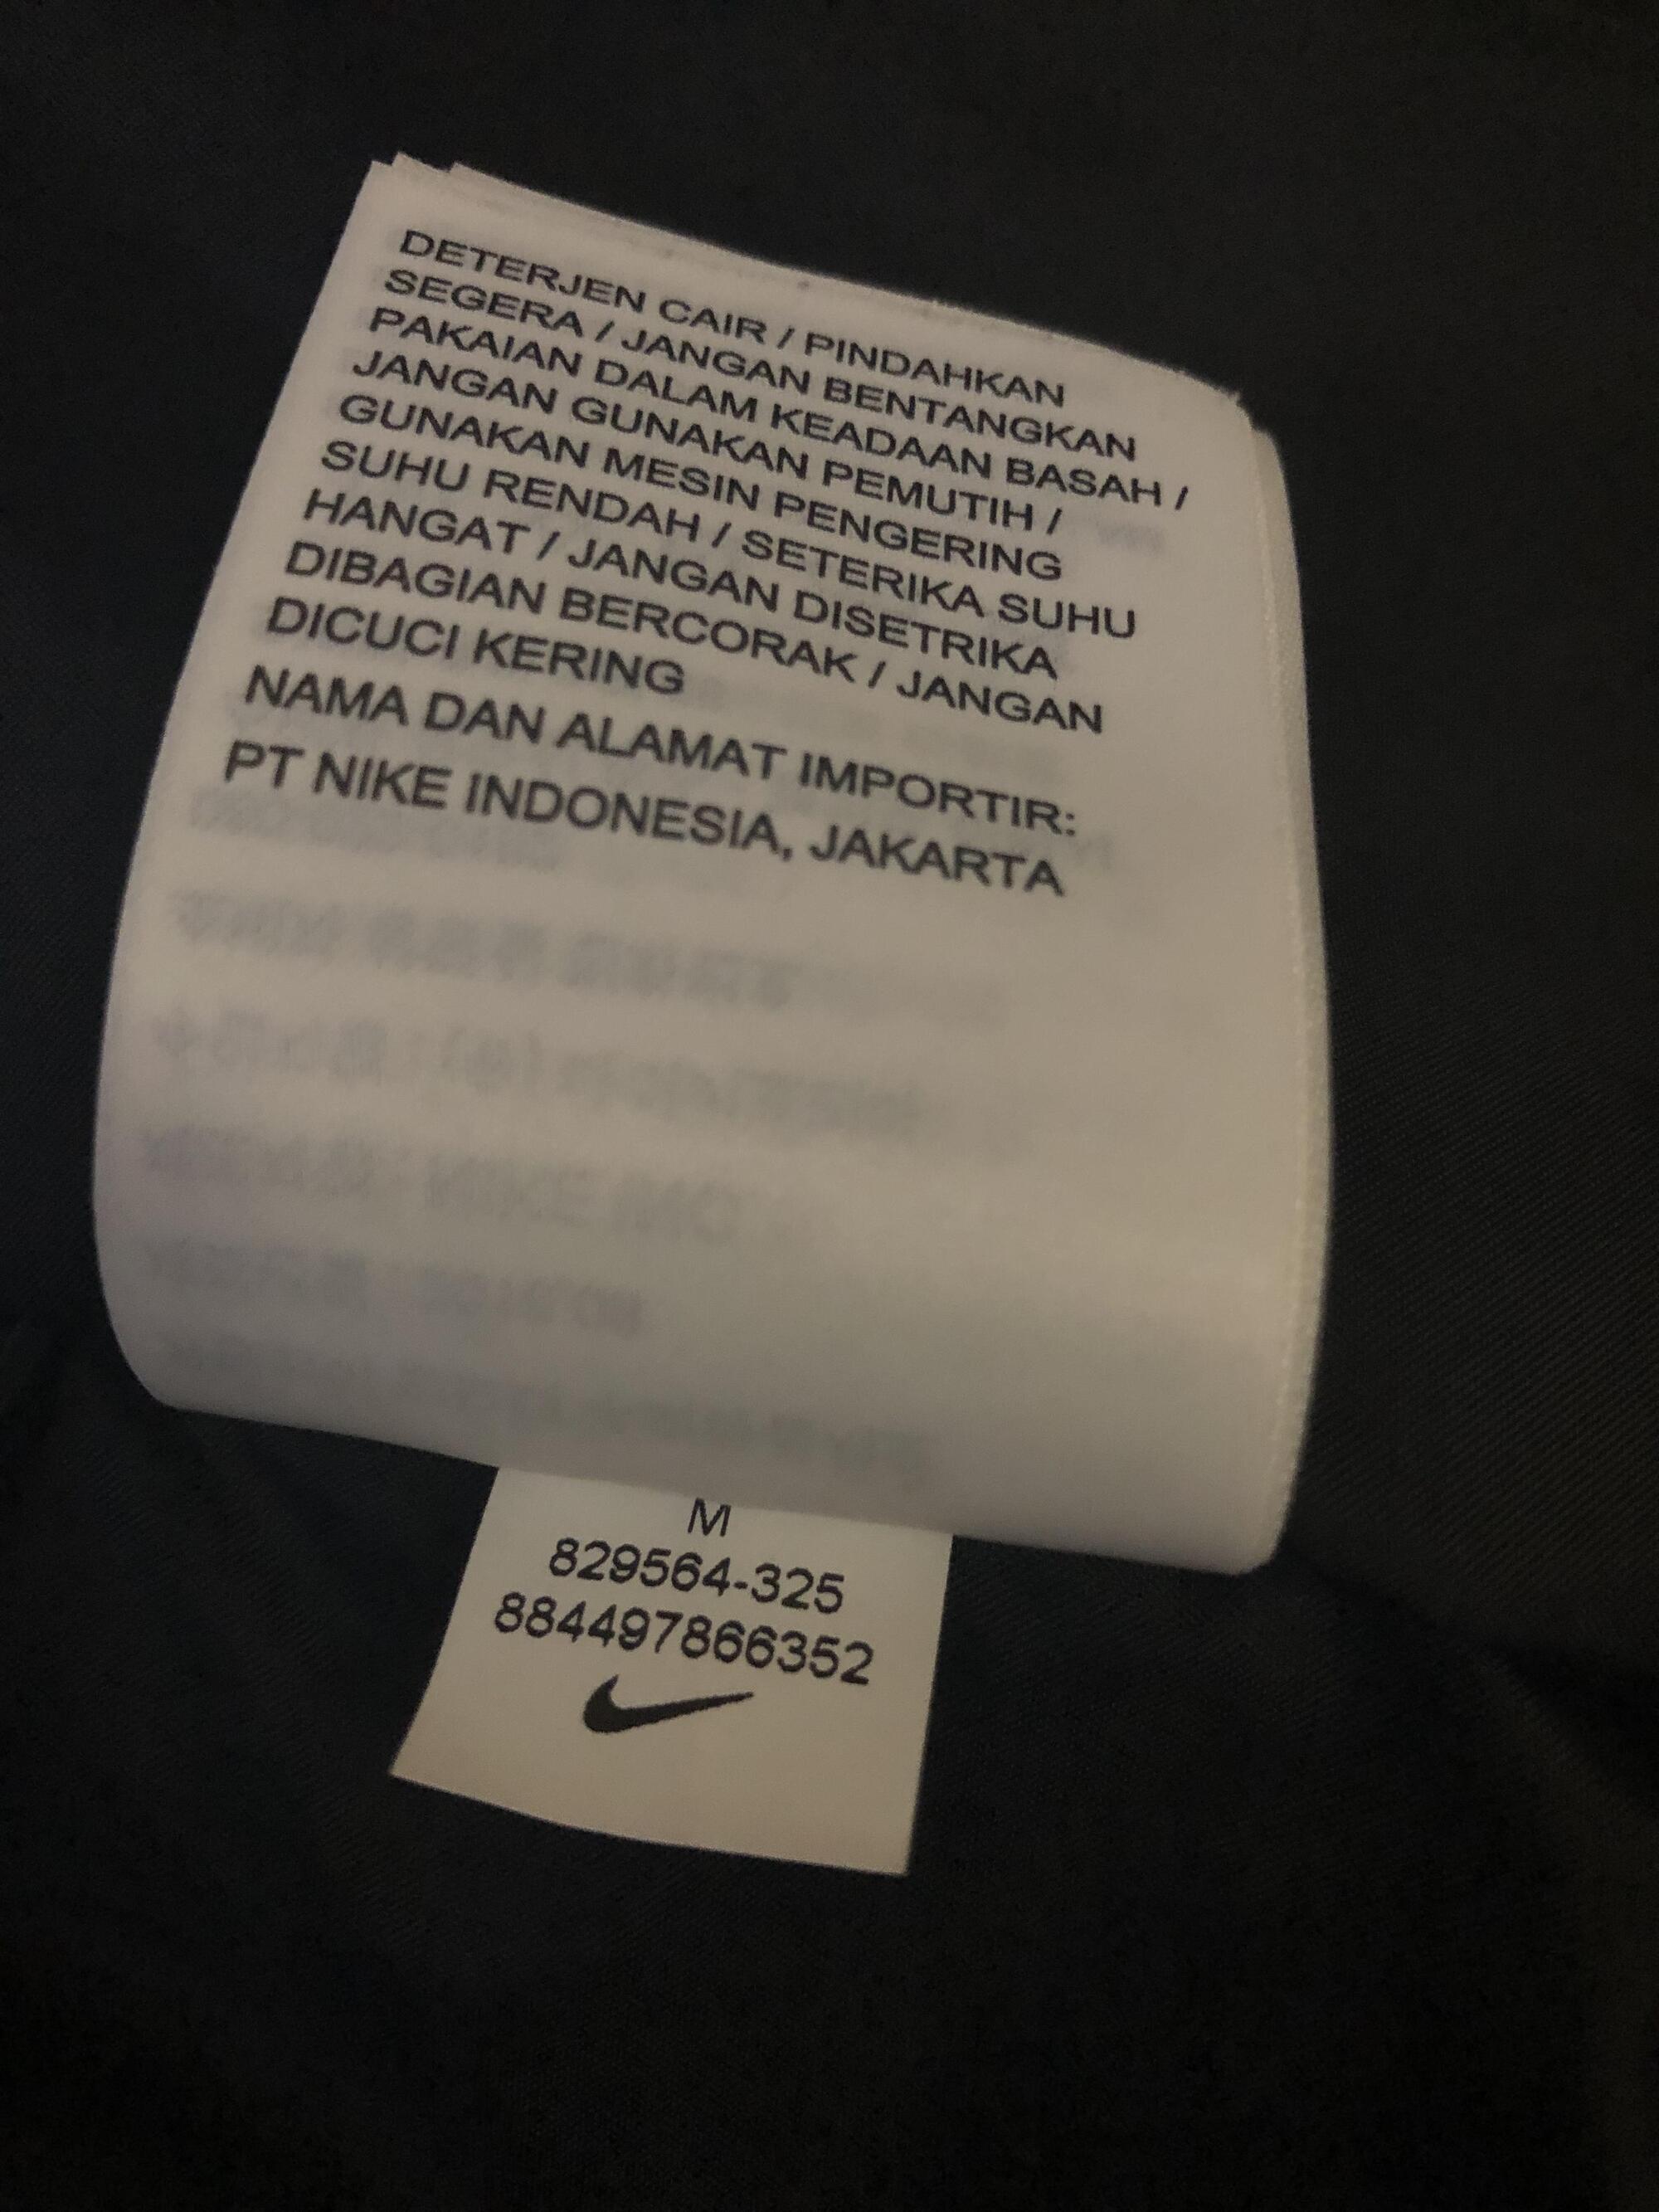 DETERJEN CAIR / PINDAHKAN
SEGERA / JANGAN BENTANGKAN
PAKAIAN DALAM KEADAAN BASAH /
JANGAN GUNAKAN PEMUTIH /
GUNAKAN MESIN PENGERING
SUHU RENDAH / SETERIKA SUHU
HANGAT / JANGAN DISETRIKA
DIBAGIAN BERCORAK / JANGAN
DICUCI KERING
NAMA DAN ALAMAT IMPORTIR:
PT NIKE INDONESIA, JAKARTA
M
829564-325
884497866352